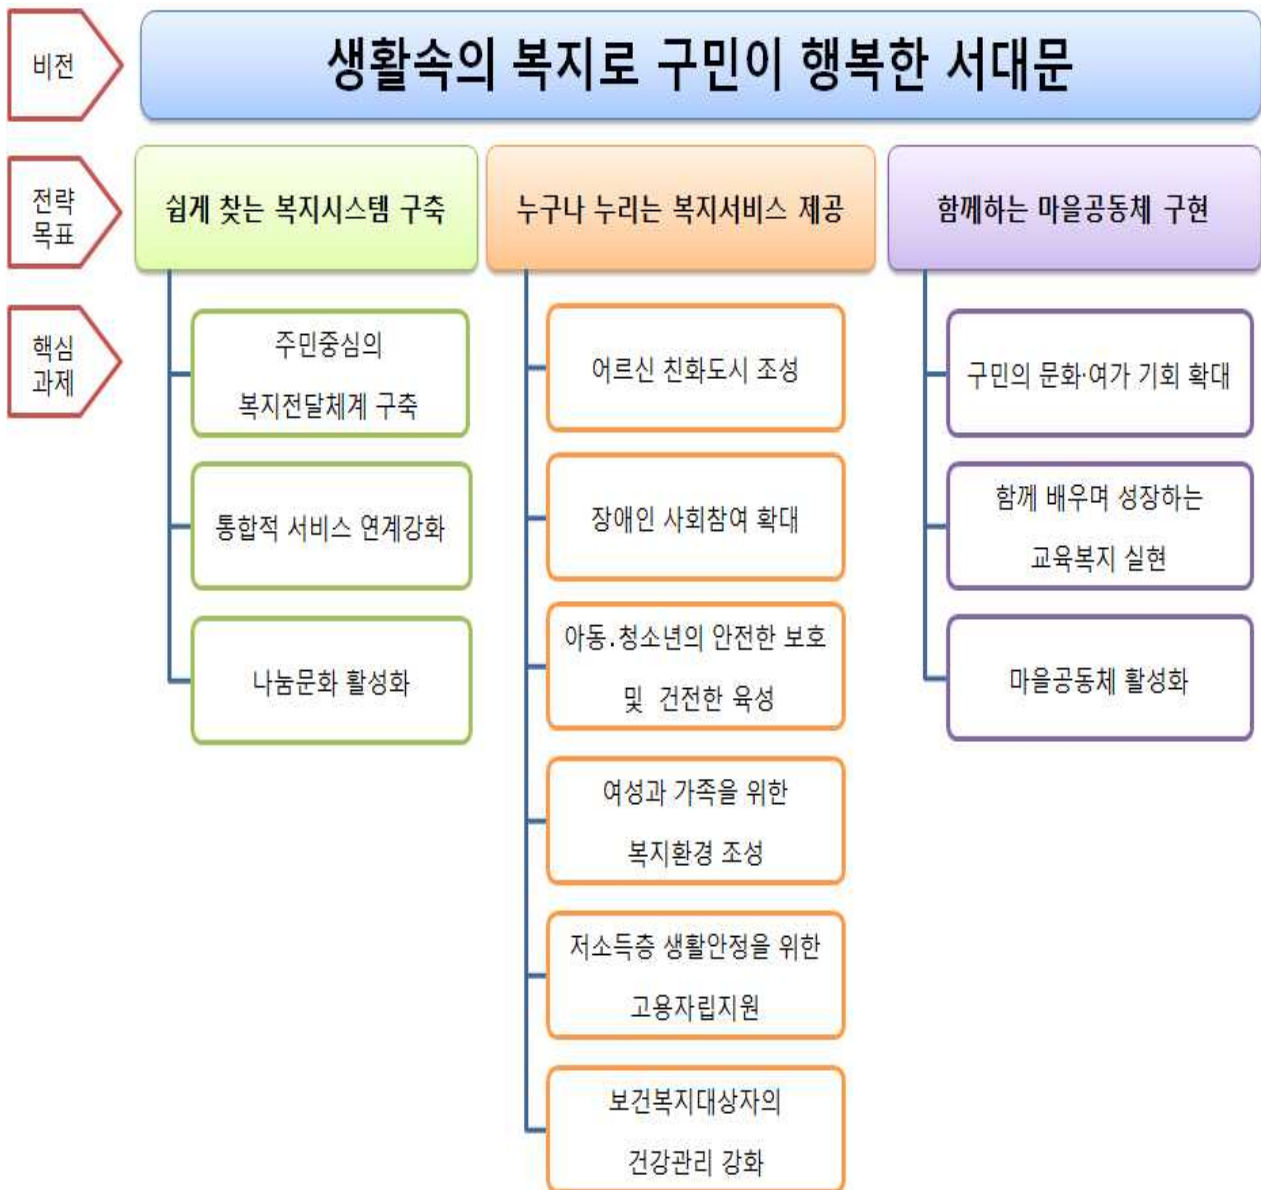 비전
생활속의 복지로 구민이 행복한 서대문
전략
목표
쉽게 찾는 복지시스템 구축
누구나 누리는 복지서비스 제공
함께하는 마을공동체 구현
핵심
과제
주민중심의
복지전달체계 구축
통합적 서비스 연계강화
나눔문화 활성화
어르신 친화도시 조성
장애인 사회참여 확대
아동.청소년의 안전한 보호
및 건전한 육성
여성과 가족을 위한
복지환경 조성
저소득층 생활안정을 위한
고용자립지원
보건복지대상자의
건강관리 강화
구민의 문화·여가 기회 확대
함께 배우며 성장하는
교육복지 실현
마을공동체 활성화